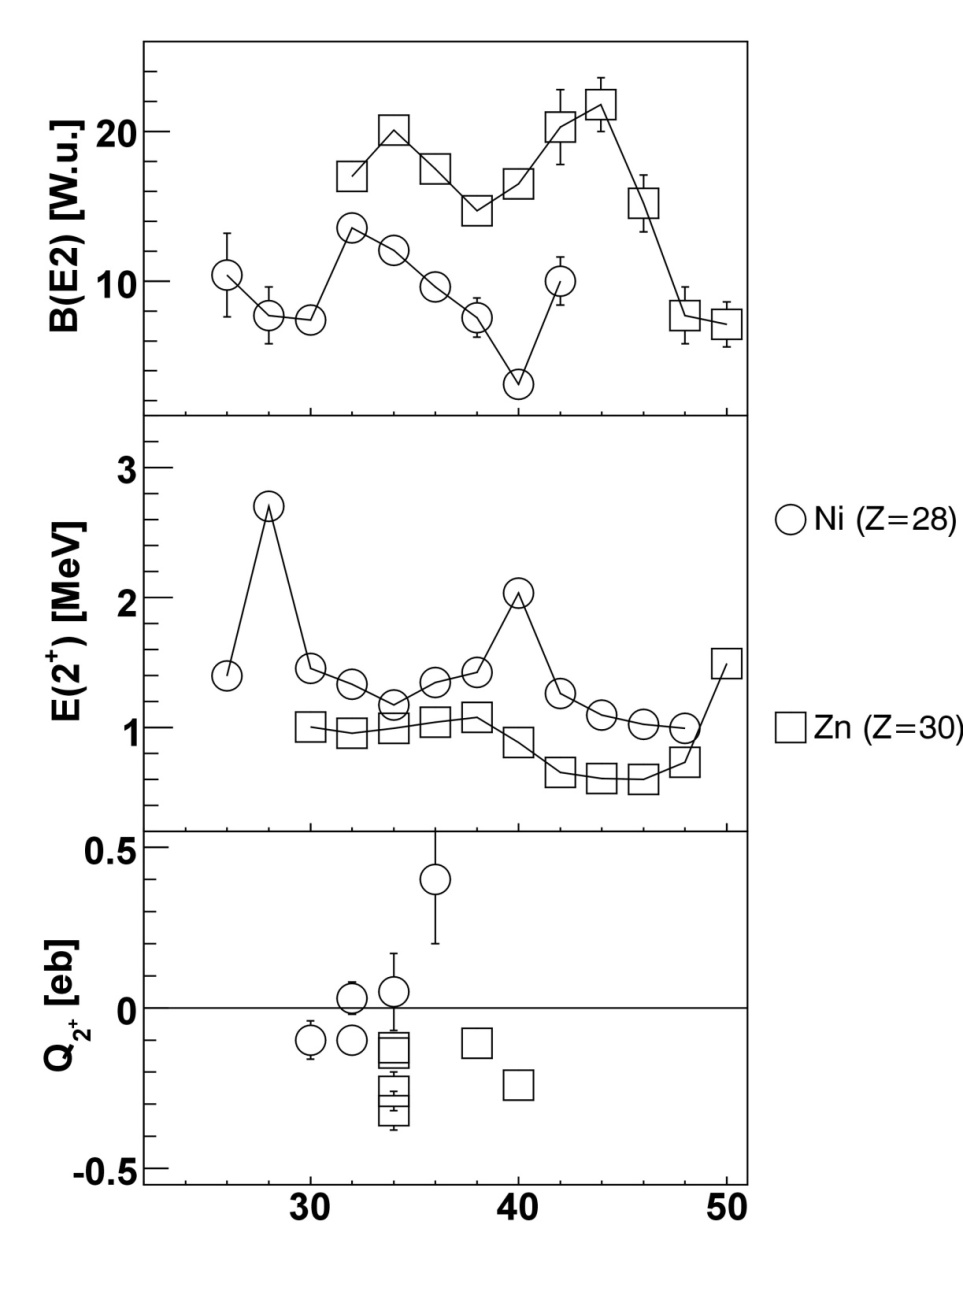 B(E2) [W.u.]
20
10
E(2+) [MeV]
3
2
1
Ni (Z=28)
Zn (Z=30)
Q2+ [eb]
0.5
0
-0.5
30 40 50